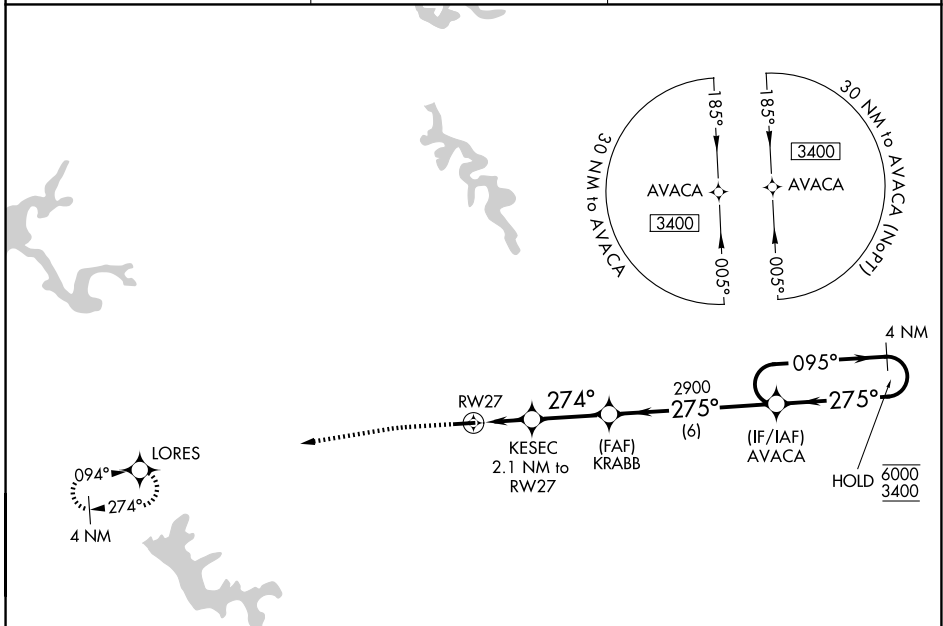 185°
185°
30 NM to AVACA
30 NM to AVACA (NoPT)
3400
AVACA
AVACA
3400
005°
005°
4 NM
095°
2900
RW27
274°
275°
275°
(6)
LORES
094°
274°
4 NM
KESEC
2.1 NM to
RW27
(FAF)
KRABB
(IF/IAF)
AVACA
HOLD
6000
3400